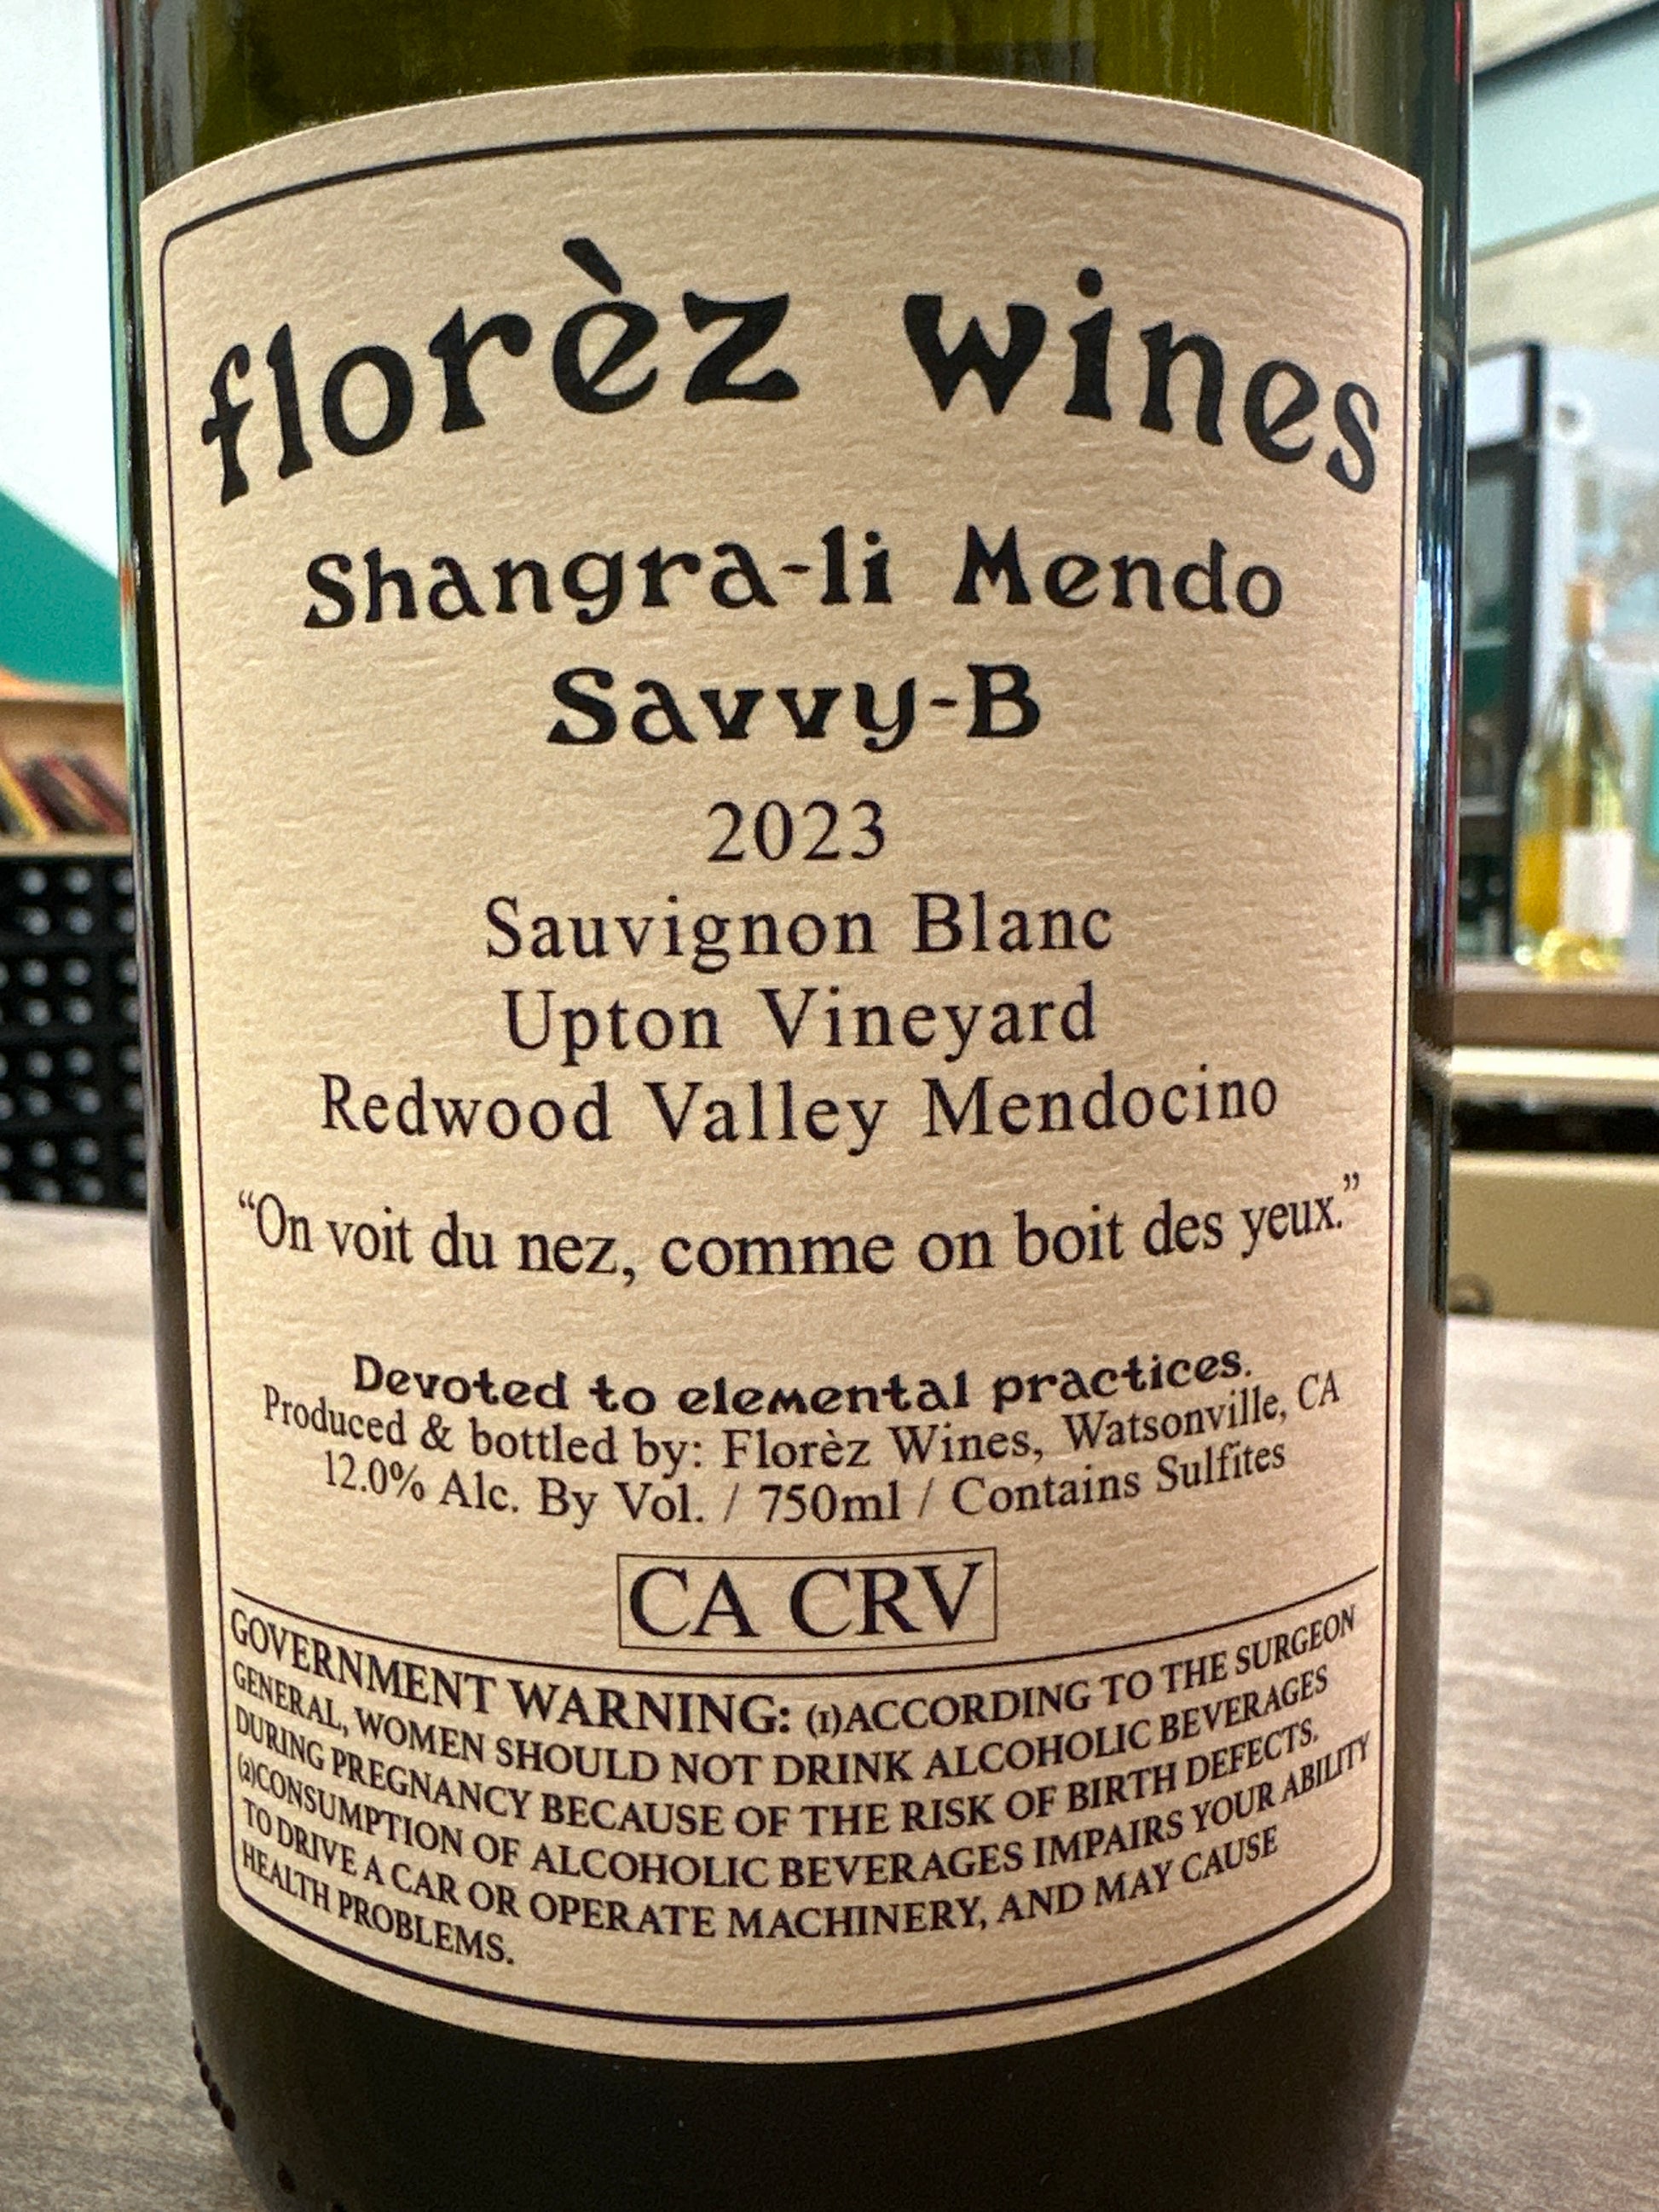 florèz wines
Shangra-li Mendo
Savvy-B
2023
Sauvignon Blanc
Upton Vineyard
Redwood Valley Mendocino
“On voit du nez, comme on boit des yeux.”
Devoted to elemental practices.
Produced & bottled by: Florèz Wines, Watsonville, CA
12.0% Alc. By Vol. / 750ml / Contains Sulfites
CA CRV
GOVERNMENT WARNING: (1)ACCORDING TO THE SURGEON
GENERAL, WOMEN SHOULD NOT DRINK ALCOHOLIC BEVERAGES
DURING PREGNANCY BECAUSE OF THE RISK OF BIRTH DEFECTS.
(2)CONSUMPTION OF ALCOHOLIC BEVERAGES IMPAIRS YOUR ABILITY
TO DRIVE A CAR OR OPERATE MACHINERY, AND MAY CAUSE
HEALTH PROBLEMS.